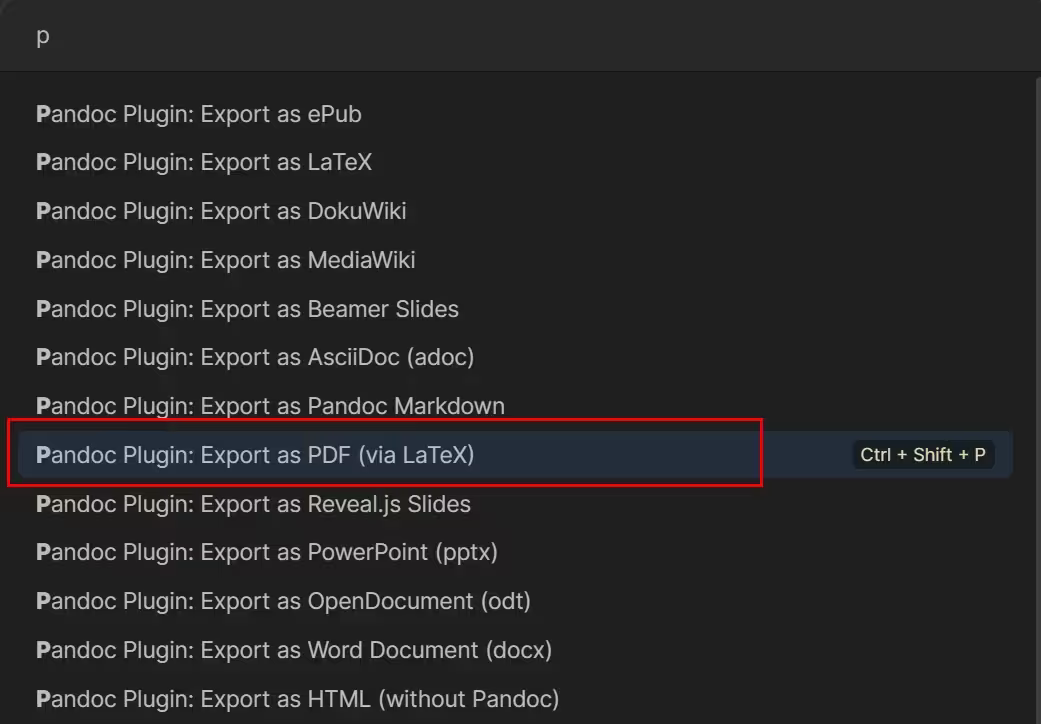 p
Pandoc Plugin: Export as ePub
Pandoc Plugin: Export as LaTeX
Pandoc Plugin: Export as DokuWiki
Pandoc Plugin: Export as MediaWiki
Pandoc Plugin: Export as Beamer Slides
Pandoc Plugin: Export as AsciiDoc (adoc)
Pandoc Plugin: Export as Pandoc Markdown
Pandoc Plugin: Export as PDF (via LaTeX) Ctrl + Shift + P
Pandoc Plugin: Export as Reveal.js Slides
Pandoc Plugin: Export as PowerPoint (pptx)
Pandoc Plugin: Export as OpenDocument (odt)
Pandoc Plugin: Export as Word Document (docx)
Pandoc Plugin: Export as HTML (without Pandoc)